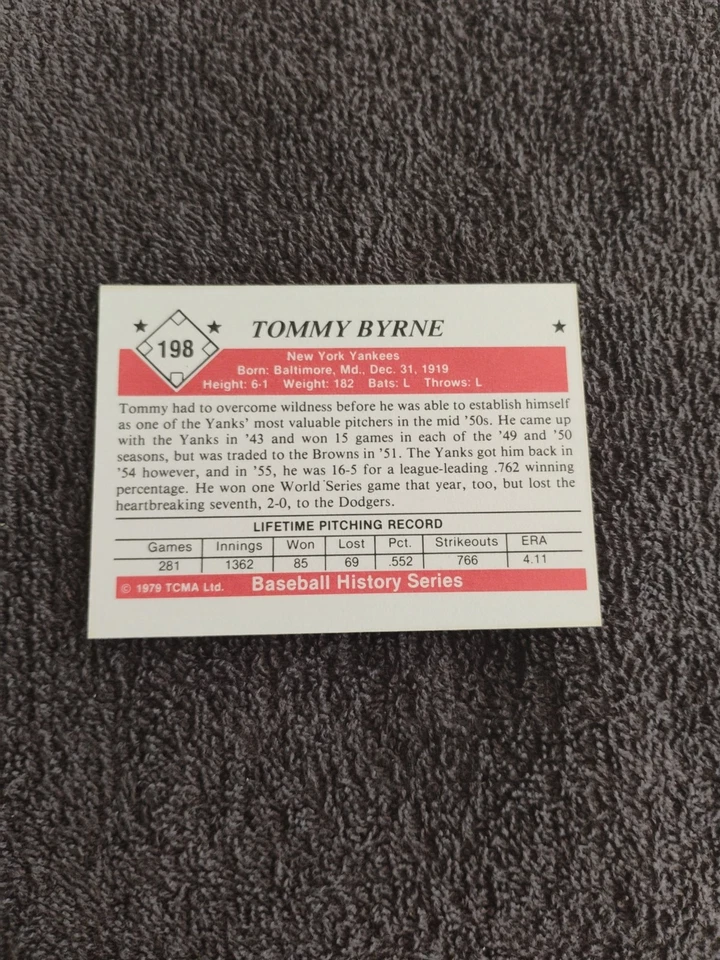 198
TOMMY BYRNE
New York Yankees
Born: Baltimore, Md., Dec. 31, 1919
Height: 6-1 Weight: 182 Bats: L Throws: L
Tommy had to overcome wildness before he was able to establish himself
as one of the Yanks' most valuable pitchers in the mid '50s. He came up
with the Yanks in '43 and won 15 games in each of the '49 and '50
seasons, but was traded to the Browns in '51. The Yanks got him back in
'54 however, and in '55, he was 16-5 for a league-leading .762 winning
percentage. He won one World Series game that year, too, but lost the
heartbreaking seventh, 2-0, to the Dodgers.
LIFETIME PITCHING RECORD
Games Innings Won Lost Pct. Strikeouts ERA
281 1362 85 69 .552 766 4.11
© 1979 TCMA Ltd. Baseball History Series